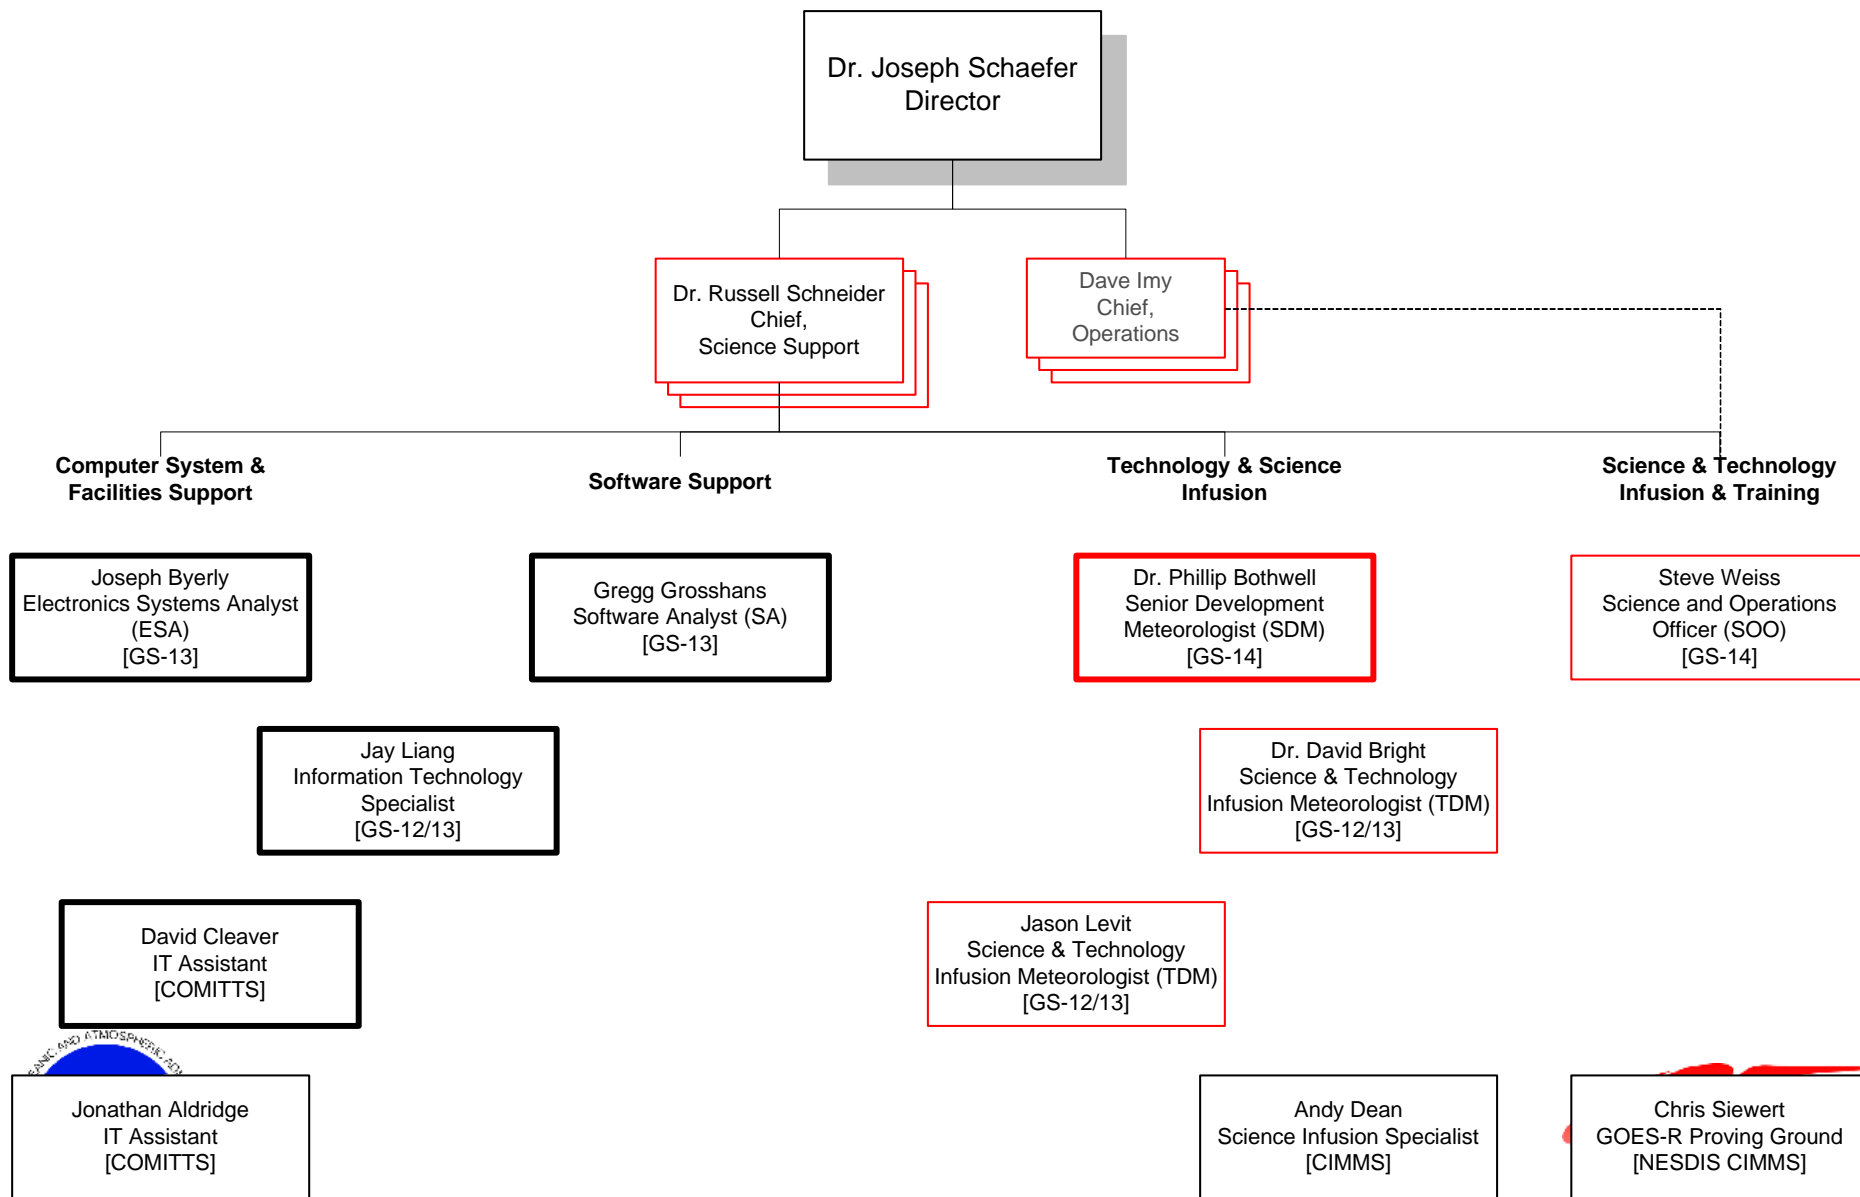 Dr. Joseph Schaefer
Director
Dr. Russell Schneider
Chief,
Science Support
Dave Imy
Chief,
Operations
Computer System &
Facilities Support
Software Support
Technology & Science
Infusion
Science & Technology
Infusion & Training
Joseph Byerly
Electronics Systems Analyst
(ESA)
[GS-13]
Gregg Grosshans
Software Analyst (SA)
[GS-13]
Dr. Phillip Bothwell
Senior Development
Meteorologist (SDM)
[GS-14]
Steve Weiss
Science and Operations
Officer (SOO)
[GS-14]
Jay Liang
Information Technology
Specialist
[GS-12/13]
Dr. David Bright
Science & Technology
Infusion Meteorologist (TDM)
[GS-12/13]
David Cleaver
IT Assistant
[COMITTS]
Jason Levit
Science & Technology
Infusion Meteorologist (TDM)
[GS-12/13]
AND ATMOSPHERIC
Jonathan Aldridge
IT Assistant
[COMITTS]
Andy Dean
Science Infusion Specialist
[CIMMS]
Chris Siewert
GOES-R Proving Ground
[NESDIS CIMMS]